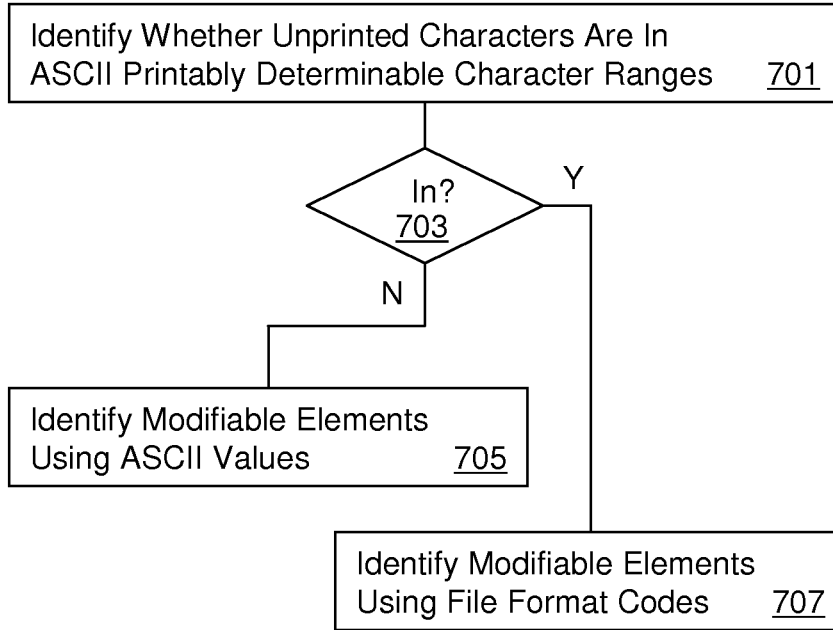 Identify Whether Unprinted Characters Are In
ASCII Printably Determinable Character Ranges 701
In?
703
Y
N
Identify Modifiable Elements
Using ASCII Values 705
Identify Modifiable Elements
Using File Format Codes 707